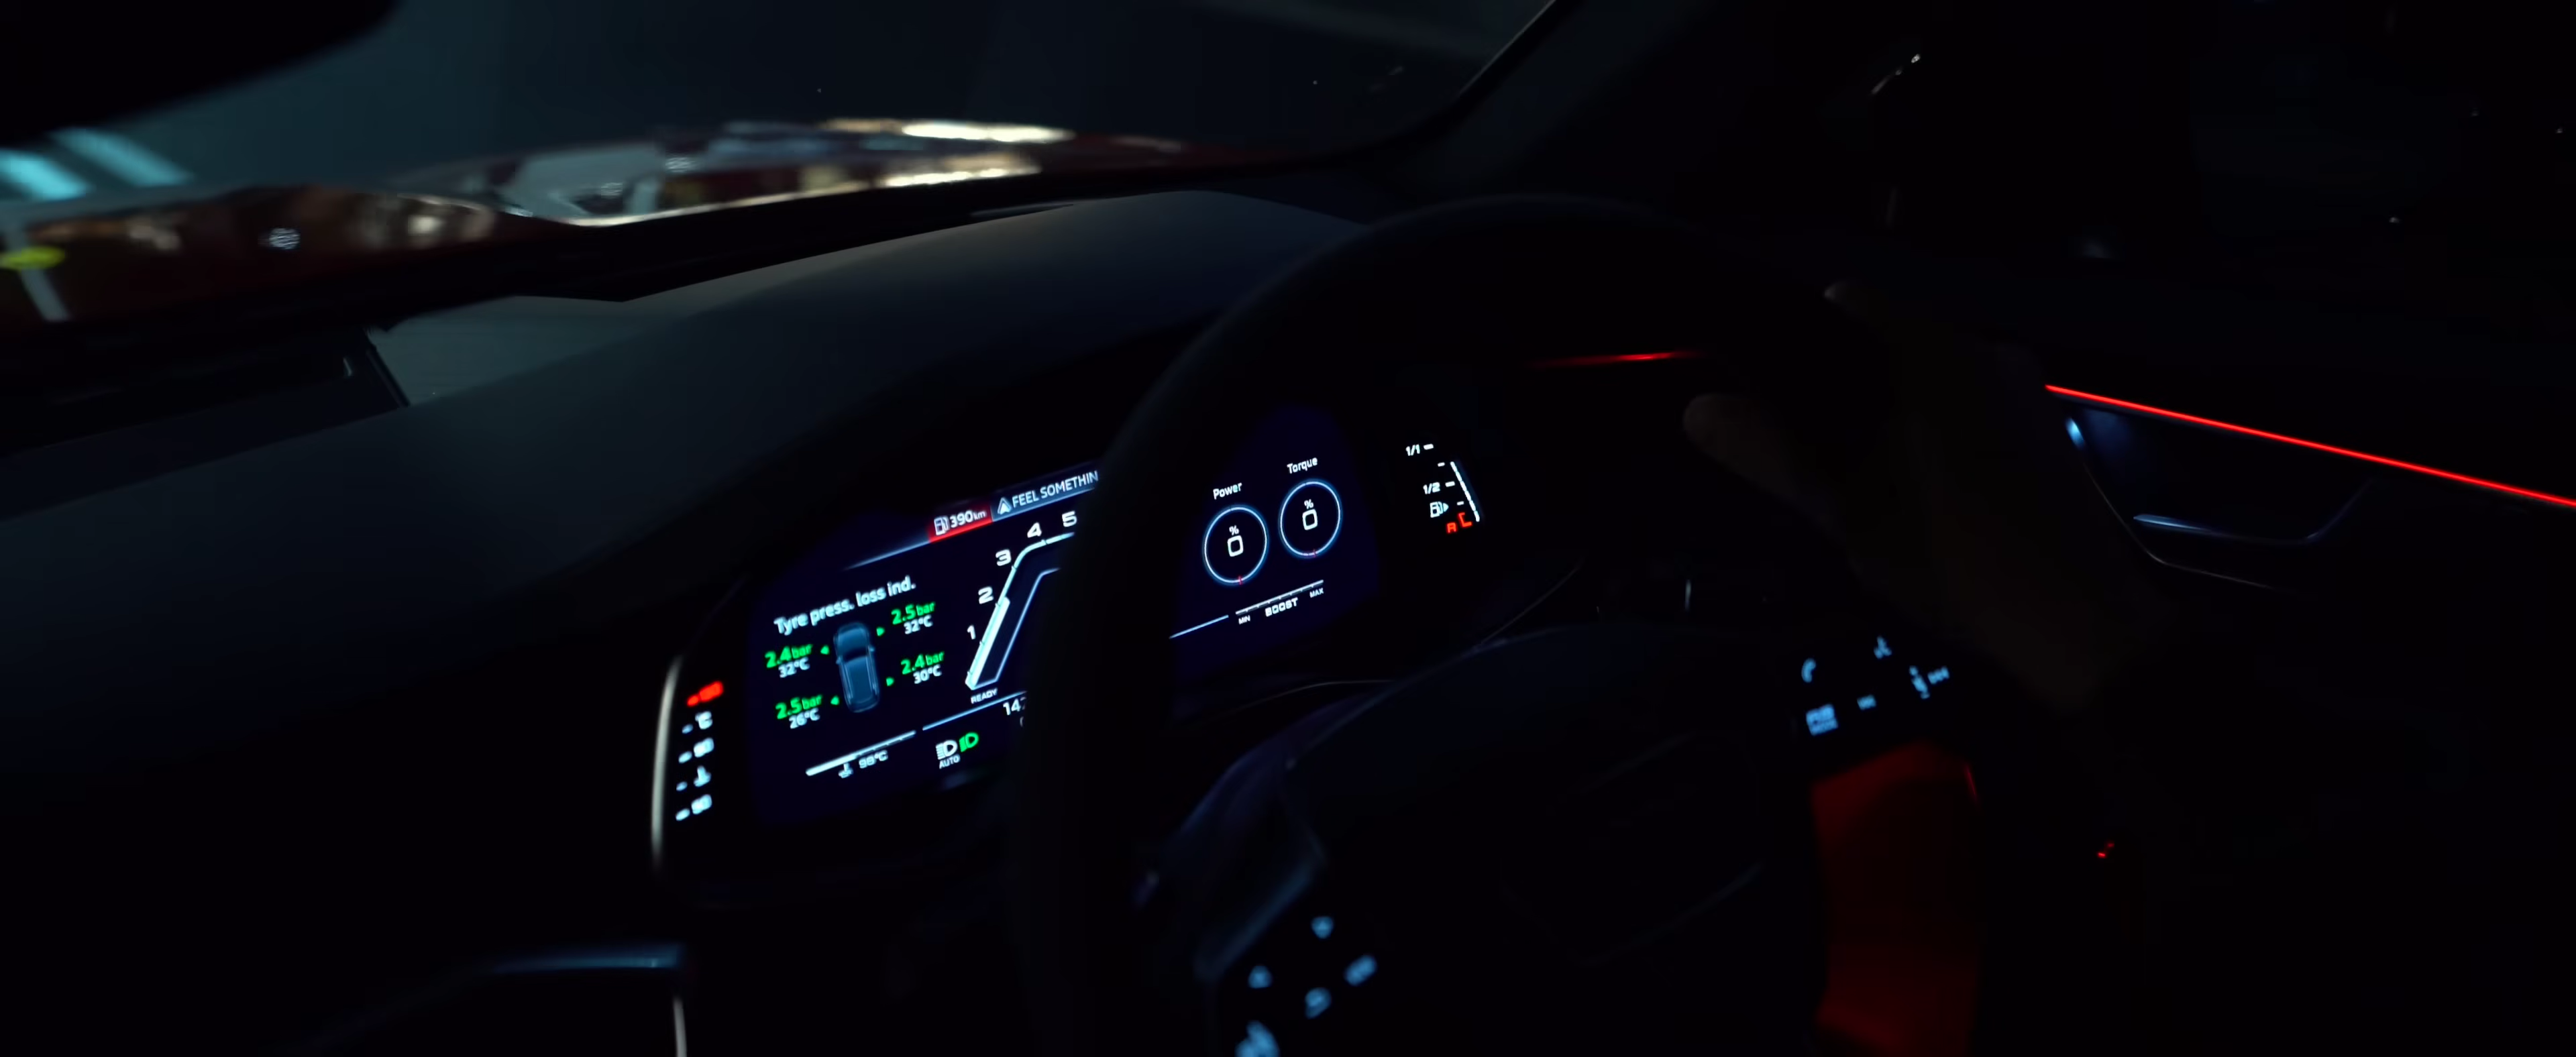 390km
FEEL SOMETHIN
Tyre press. loss ind.
2.5bar
32°C
2.4bar
32°C
2.4bar
30°C
2.5bar
26°C
1
2
3
4
5
READY
98°C
AUTO
Power
%
0
Torque
%
0
MIN
BOOST
MAX
1/1
1/2
R